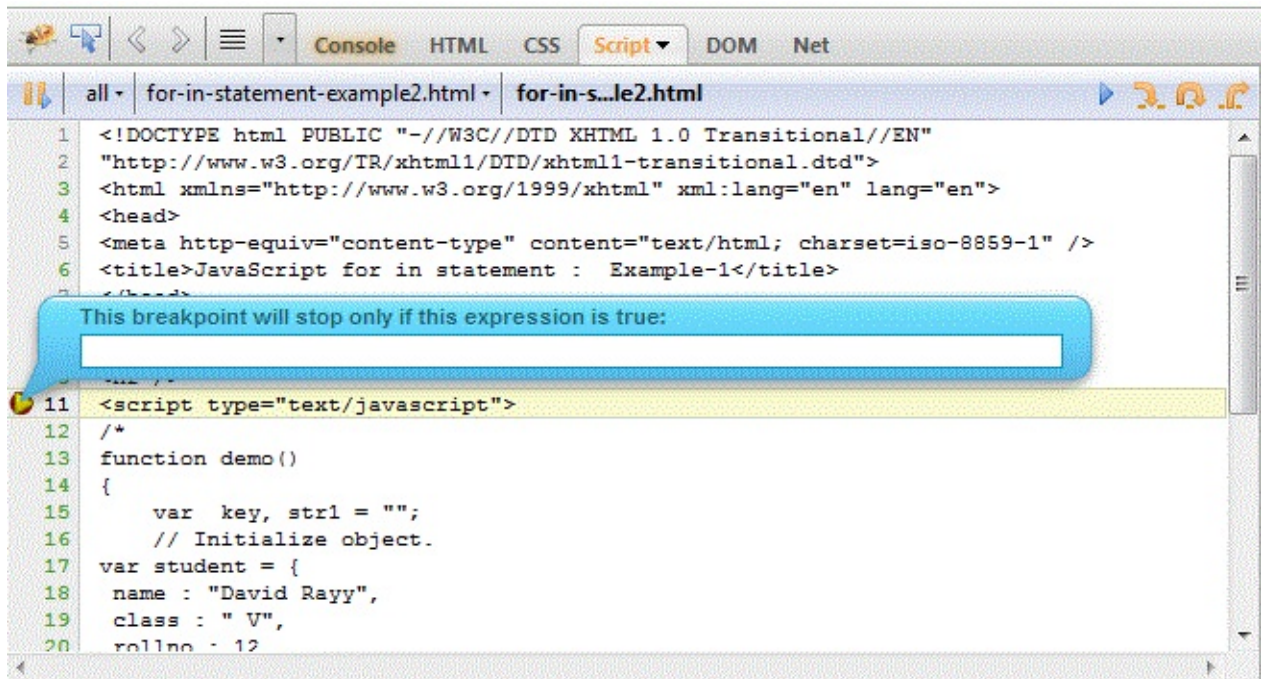 Console HTML CSS Script DOM Net
all for-in-statement-example2.html for-in-s...le2.html
1 <!DOCTYPE html PUBLIC "-//W3C//DTD XHTML 1.0 Transitional//EN"
2 "http://www.w3.org/TR/xhtml1/DTD/xhtml1-transitional.dtd">
3 <html xmlns="http://www.w3.org/1999/xhtml" xml:lang="en" lang="en">
4 <head>
5 <meta http-equiv="content-type" content="text/html; charset=iso-8859-1" />
6 <title>JavaScript for in statement :  Example-1</title>
This breakpoint will stop only if this expression is true:
11 <script type="text/javascript">
12 /*
13 function demo()
14 {
15 var  key, str1 = "";
16 // Initialize object.
17 var student = {
18 name : "David Rayy",
19 class : " V",
20 rollno : 12